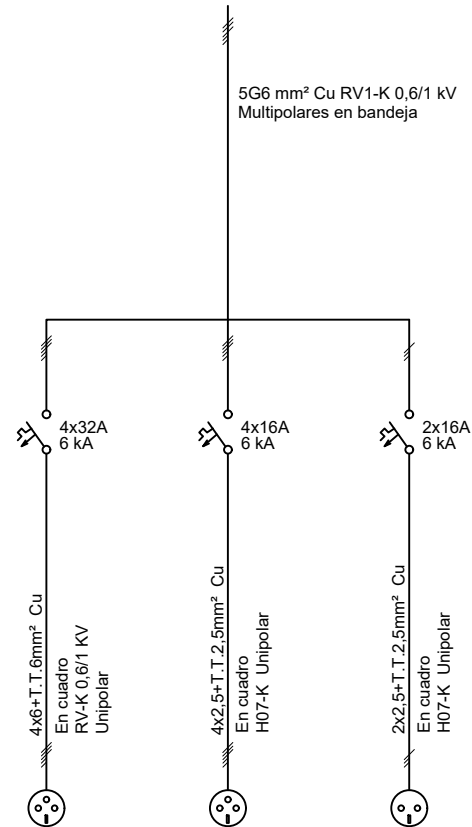 5G6 mm² Cu RV1-K 0,6/1 kV
Multipolares en bandeja
4x32A
6 kA
4x16A
6 kA
2x16A
6 kA
4x6+T.T.6mm² Cu
En cuadro
RV-K 0,6/1 KV
Unipolar
4x2,5+T.T.2,5mm² Cu
En cuadro
H07-K Unipolar
2x2,5+T.T.2,5mm² Cu
En cuadro
H07-K Unipolar